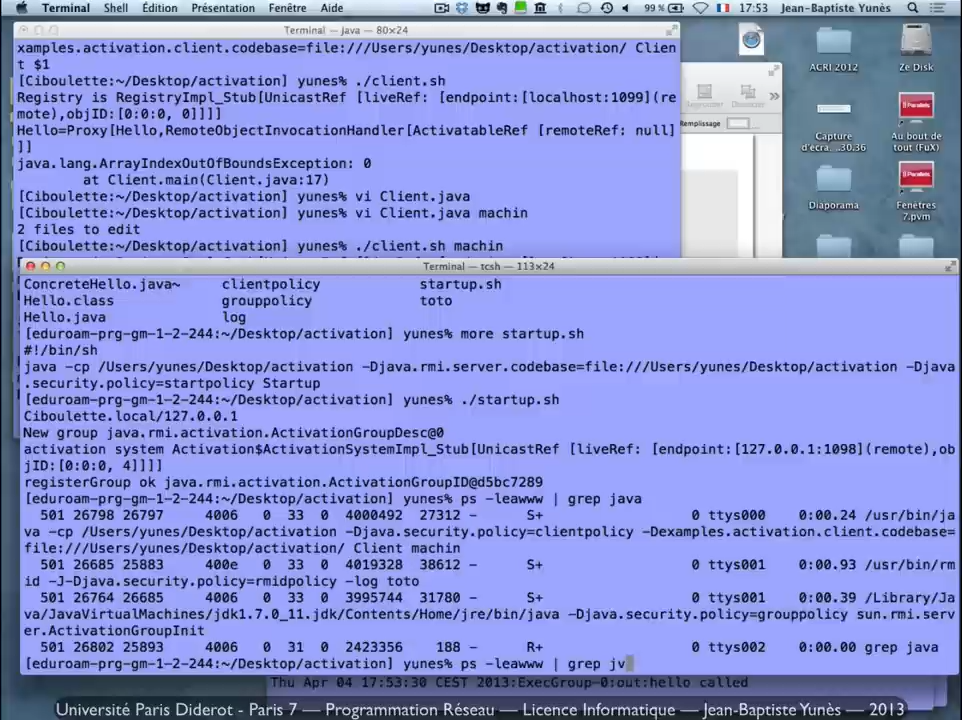 Terminal Shell Édition Présentation Fenêtre Aide 99 % 17:53 Jean-Baptiste Yunès
Terminal — java — 80×24
xamples.activation.client.codebase=file:///Users/yunes/Desktop/activation/ Clien
t $1
[Ciboulette:~/Desktop/activation] yunes% ./client.sh
Registry is RegistryImpl_Stub[UnicastRef [liveRef: [endpoint:[localhost:1099](re
mote),objID:[0:0:0, 0]]]]
Hello=Proxy[Hello,RemoteObjectInvocationHandler[ActivatableRef [remoteRef: null]
]]
java.lang.ArrayIndexOutOfBoundsException: 0
at Client.main(Client.java:17)
[Ciboulette:~/Desktop/activation] yunes% vi Client.java
[Ciboulette:~/Desktop/activation] yunes% vi Client.java machin
2 files to edit
[Ciboulette:~/Desktop/activation] yunes% ./client.sh machin
Remplissage
ACRI 2012
Ze Disk
Capture
d'ecra...30.36
Au bout de
tout (FuX)
Diaporama
Fenetres
7.pvm
Terminal — tcsh — 113×24
ConcreteHello.java~ clientpolicy startup.sh
Hello.class grouppolicy toto
Hello.java log
[eduroam-prg-gm-1-2-244:~/Desktop/activation] yunes% more startup.sh
#!/bin/sh
java -cp /Users/yunes/Desktop/activation -Djava.rmi.server.codebase=file:///Users/yunes/Desktop/activation -Djava
.security.policy=startpolicy Startup
[eduroam-prg-gm-1-2-244:~/Desktop/activation] yunes% ./startup.sh
Ciboulette.local/127.0.0.1
New group java.rmi.activation.ActivationGroupDesc@0
activation system Activation$ActivationSystemImpl_Stub[UnicastRef [liveRef: [endpoint:[127.0.0.1:1098](remote),ob
jID:[0:0:0, 4]]]]
registerGroup ok java.rmi.activation.ActivationGroupID@d5bc7289
[eduroam-prg-gm-1-2-244:~/Desktop/activation] yunes% ps -leawww | grep java
501 26798 26797 4006 0 33 0 4000492 27312 - S+ 0 ttys000 0:00.24 /usr/bin/ja
va -cp /Users/yunes/Desktop/activation -Djava.security.policy=clientpolicy -Dexamples.activation.client.codebase=
file:///Users/yunes/Desktop/activation/ Client machin
501 26685 25883 400e 0 33 0 4019328 38612 - S+ 0 ttys001 0:00.93 /usr/bin/rm
id -J-Djava.security.policy=rmidpolicy -log toto
501 26764 26685 4006 0 33 0 3995744 31780 - S+ 0 ttys001 0:00.39 /Library/Ja
va/JavaVirtualMachines/jdk1.7.0_11.jdk/Contents/Home/jre/bin/java -Djava.security.policy=grouppolicy sun.rmi.serv
er.ActivationGroupInit
501 26802 25893 4006 0 31 0 2423356 188 - R+ 0 ttys002 0:00.00 grep java
[eduroam-prg-gm-1-2-244:~/Desktop/activation] yunes% ps -leawww | grep jv
Thu Apr 04 17:53:30 CEST 2013:ExecGroup-0:out:hello called
Université Paris Diderot - Paris 7 — Programmation Réseau — Licence Informatique — Jean-Baptiste Yunès — 2013